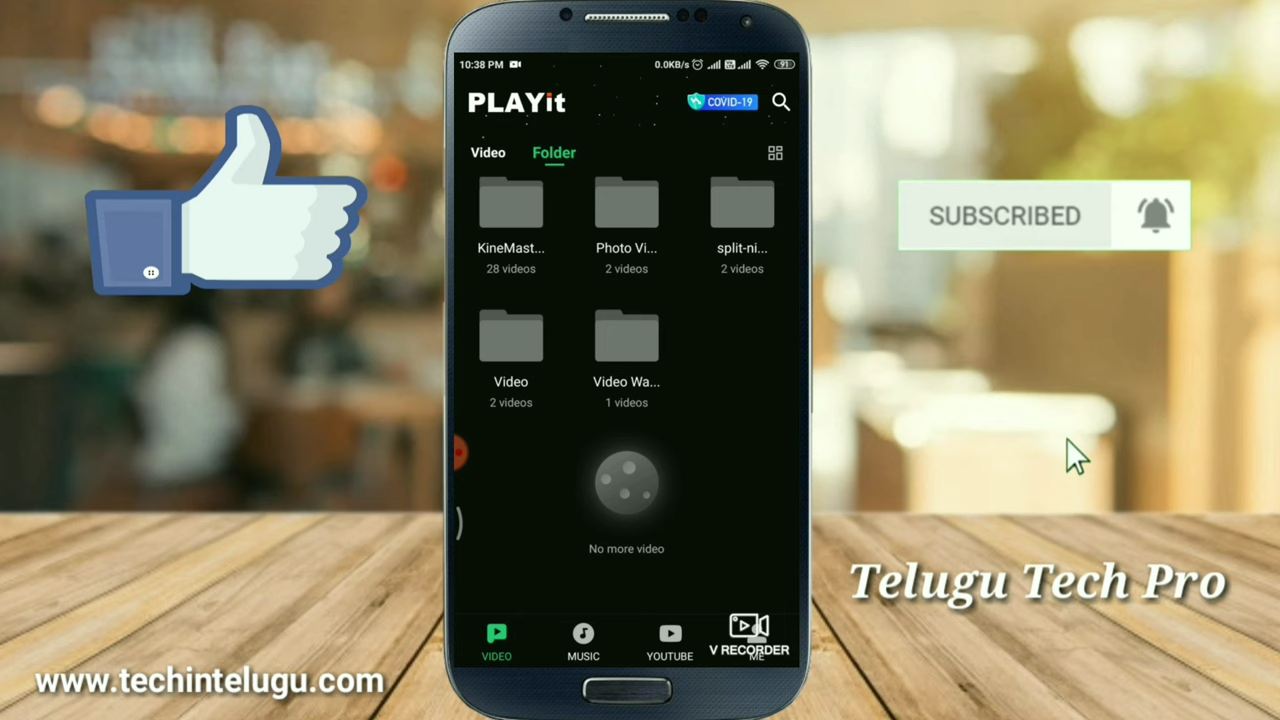 10:38 PM
0.0KB/s
91
PLAYit
COVID-19
Video
Folder
KineMast...
Photo Vi...
split-ni...
28 videos
2 videos
2 videos
Video
Video Wa...
2 videos
1 videos
No more video
VIDEO
MUSIC
YOUTUBE
V RECORDER
ME
SUBSCRIBED
Telugu Tech Pro
www.techintelugu.com